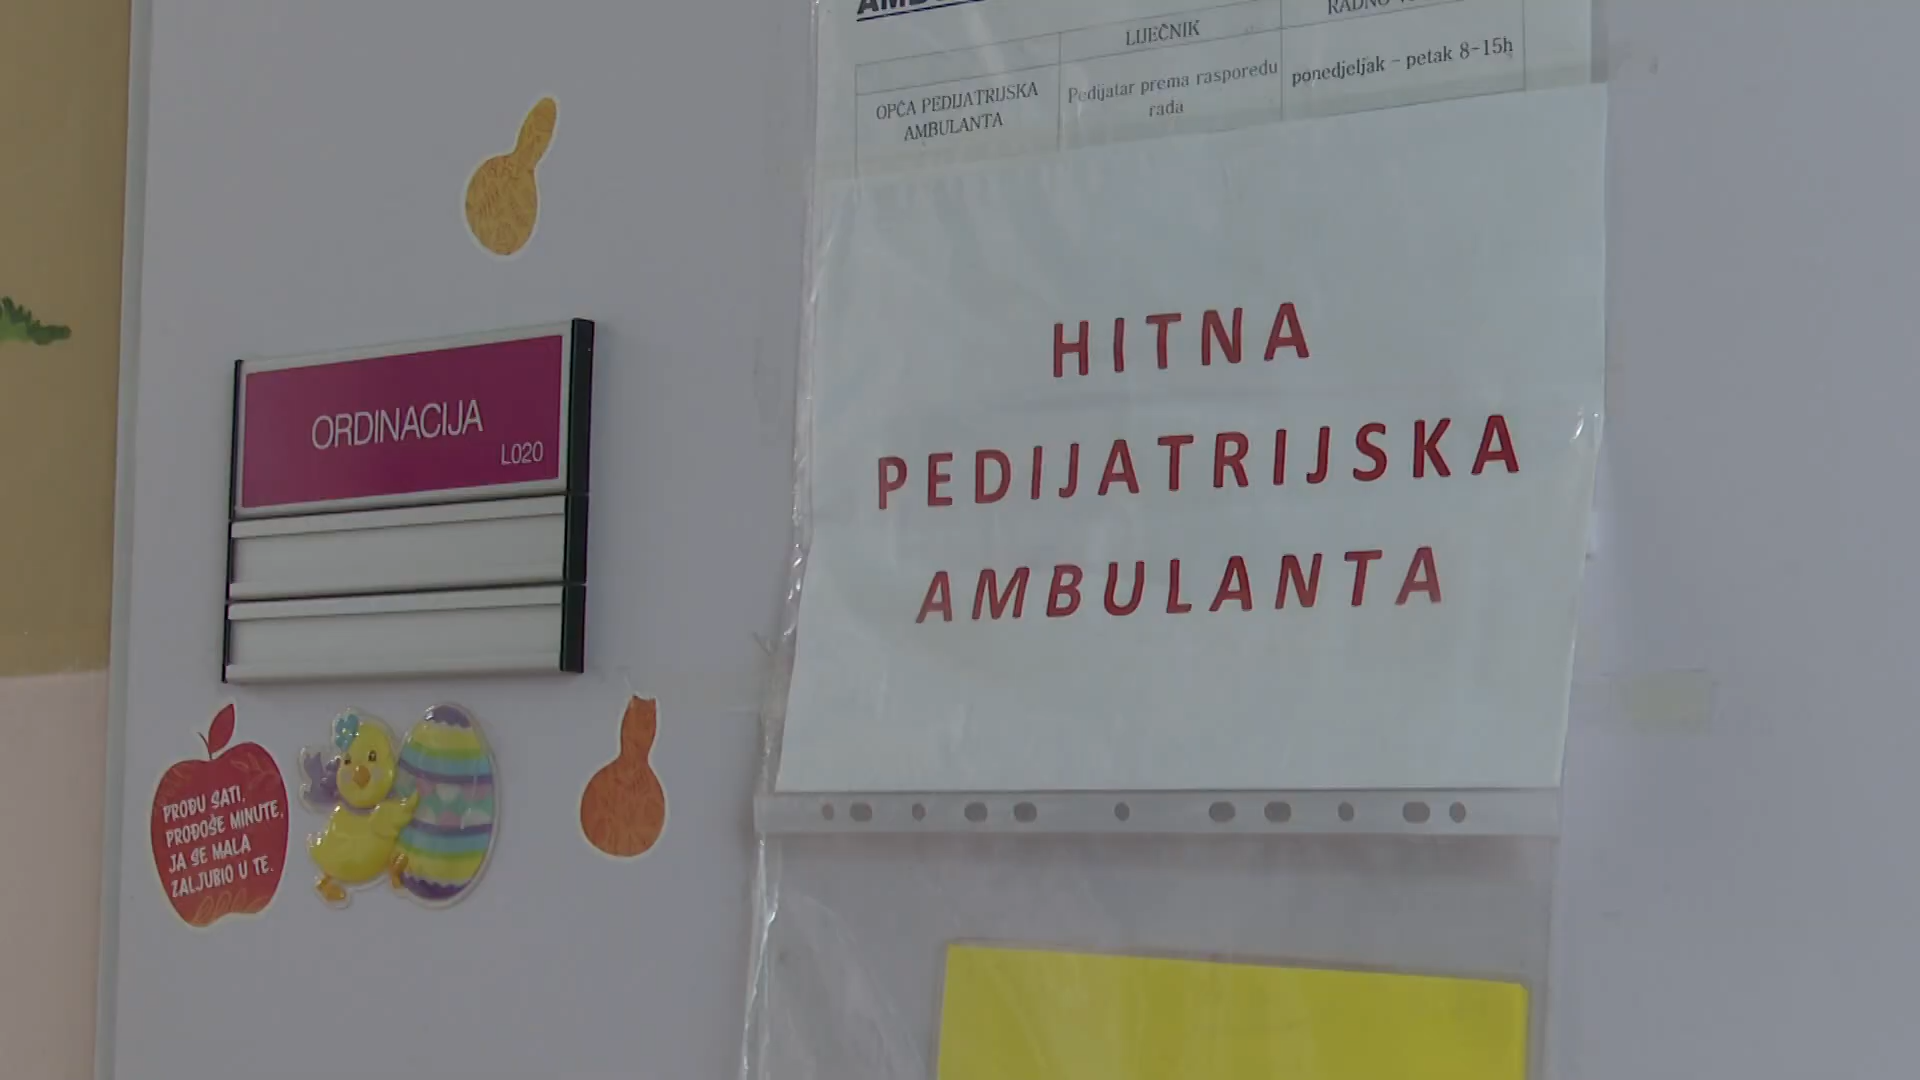 LIJEČNIK
OPĆA PEDIJATRIJSKA
AMBULANTA
Pedijatar prema rasporedu
rada
ponedjeljak - petak 8-15h
HITNA
PEDIJATRIJSKA
AMBULANTA
ORDINACIJA
L020
PROĐU SATI,
PROĐOŠE MINUTE,
JA SE MALA
ZALJUBIO U TE.